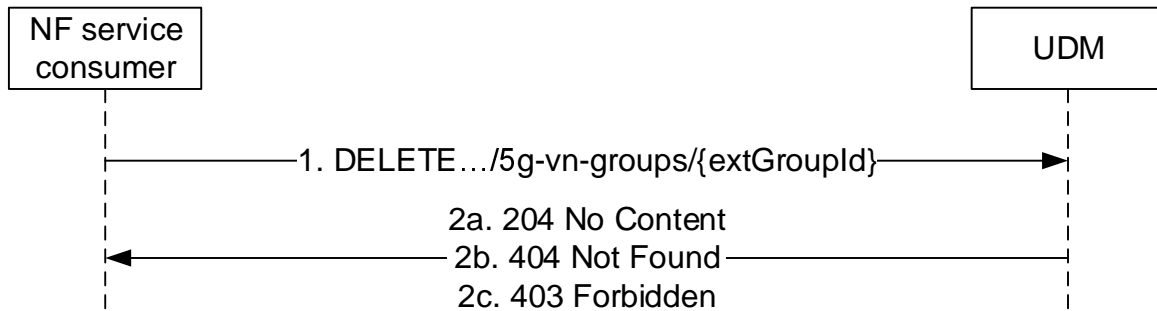 NF service
consumer
UDM
1. DELETE…/5g-vn-groups/{extGroupId}
2a. 204 No Content
2b. 404 Not Found
2c. 403 Forbidden